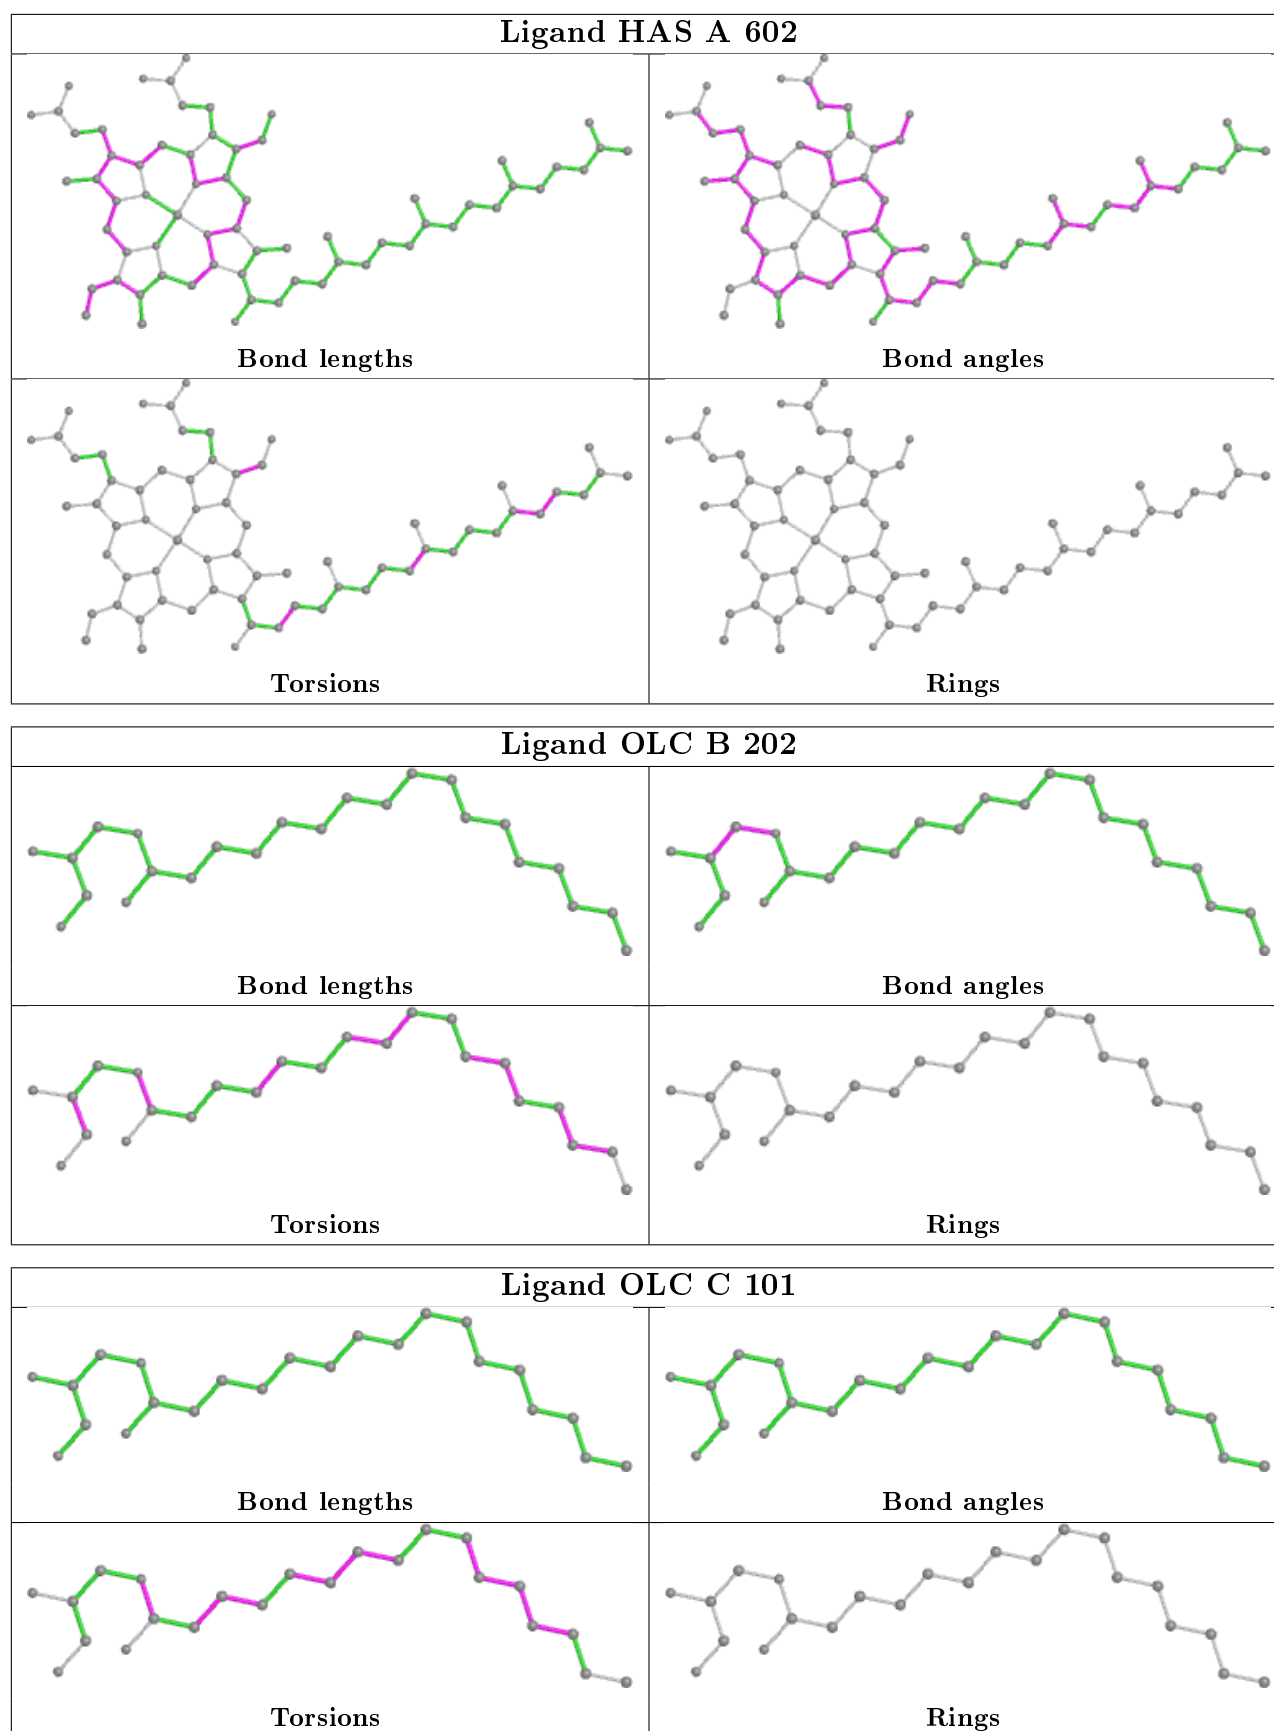 Ligand HAS A 602
Bond lengths
Bond angles
Torsions
Rings
Ligand OLC B 202
Bond lengths
Bond angles
Torsions
Rings
Ligand OLC C 101
Bond lengths
Bond angles
Torsions
Rings